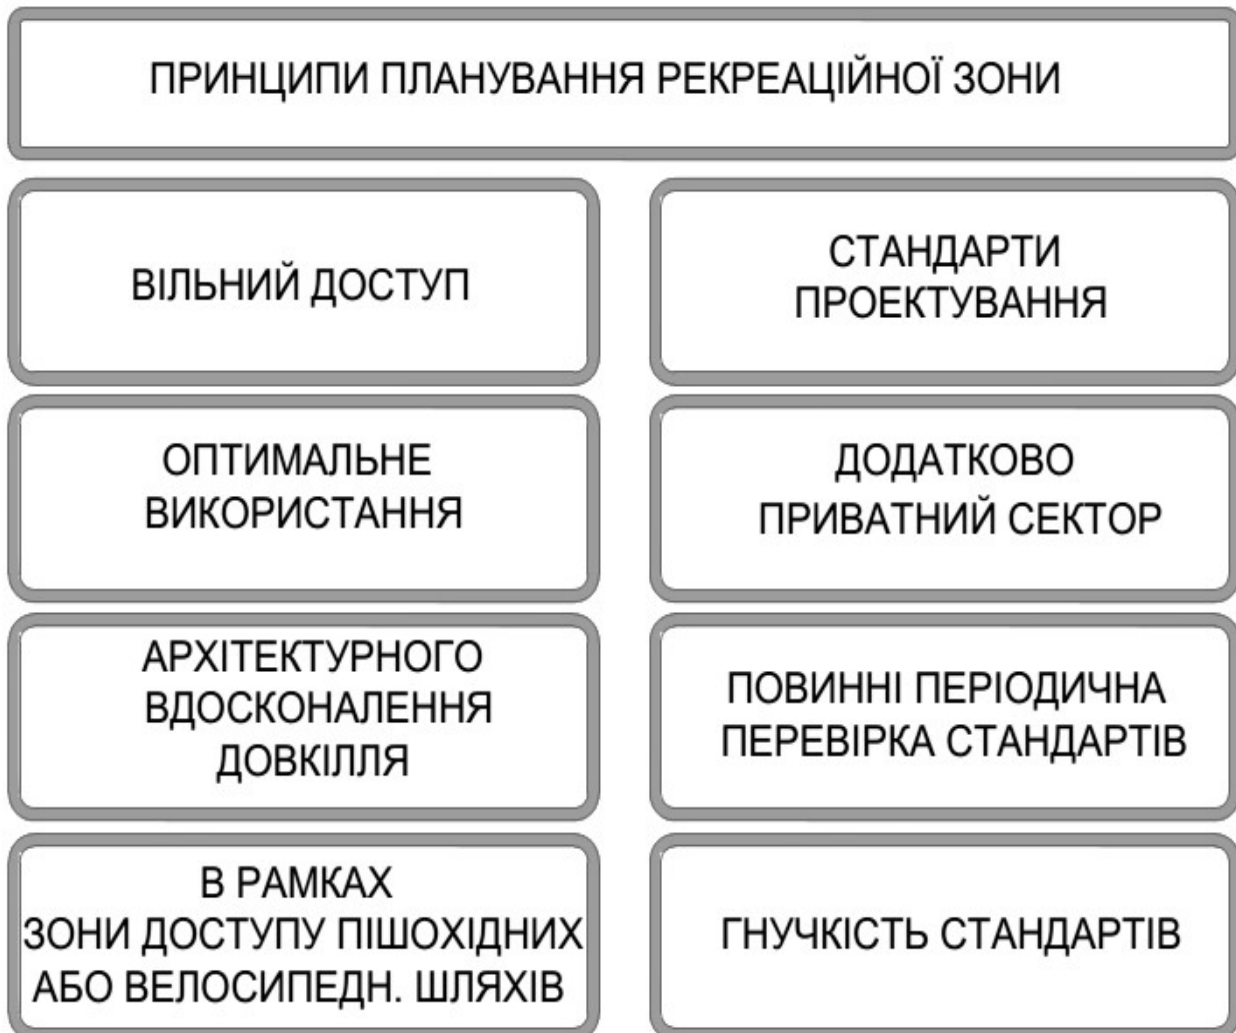 ПРИНЦИПИ ПЛАНУВАННЯ РЕКРЕАЦІЙНОЇ ЗОНИ
ВІЛЬНИЙ ДОСТУП
СТАНДАРТИ
ПРОЕКТУВАННЯ
ОПТИМАЛЬНЕ
ВИКОРИСТАННЯ
ДОДАТКОВО
ПРИВАТНИЙ СЕКТОР
АРХІТЕКТУРНОГО
ВДОСКОНАЛЕННЯ
ДОВКІЛЛЯ
ПОВИННІ ПЕРІОДИЧНА
ПЕРЕВІРКА СТАНДАРТІВ
В РАМКАХ
ЗОНИ ДОСТУПУ ПІШОХІДНИХ
АБО ВЕЛОСИПЕДН. ШЛЯХІВ
ГНУЧКІСТЬ СТАНДАРТІВ